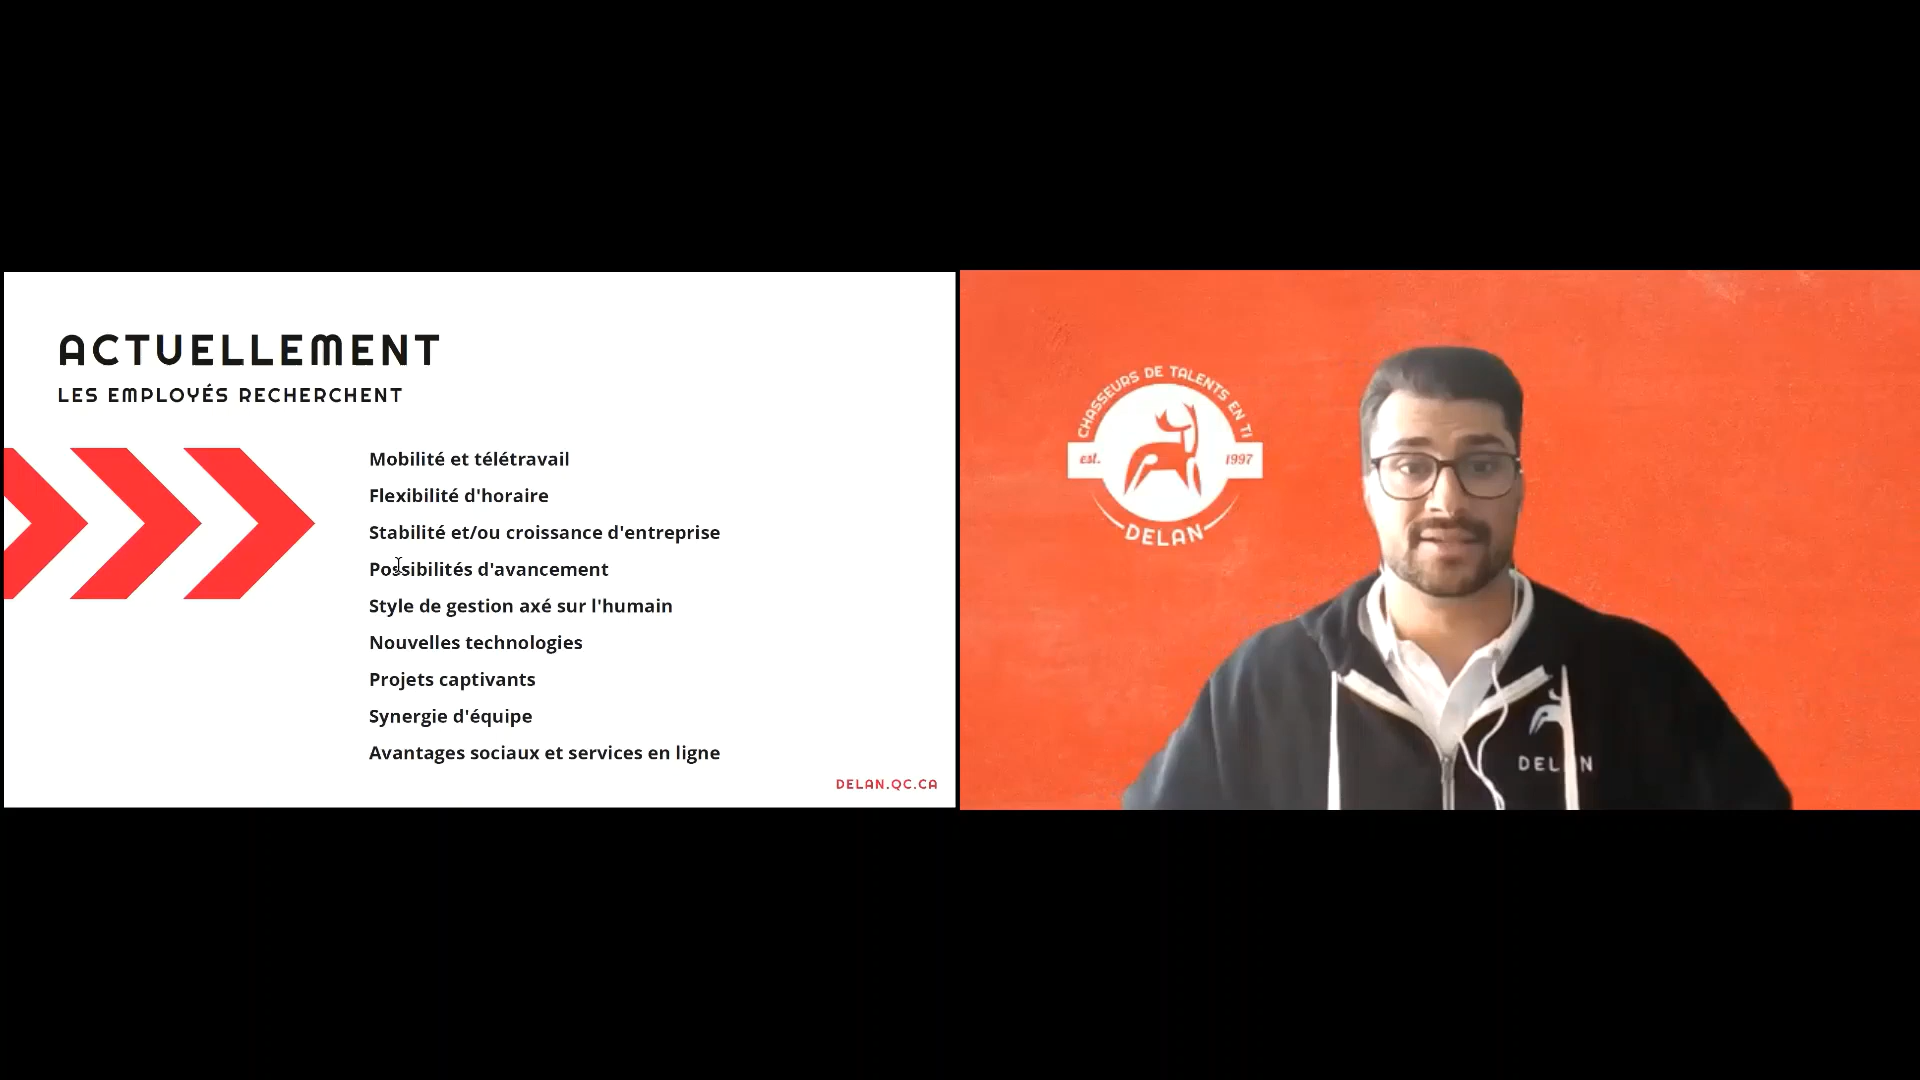 ACTUELLEMENT
LES EMPLOYÉS RECHERCHENT
Mobilité et télétravail
Flexibilité d'horaire
Stabilité et/ou croissance d'entreprise
Possibilités d'avancement
Style de gestion axé sur l'humain
Nouvelles technologies
Projets captivants
Synergie d'équipe
Avantages sociaux et services en ligne
DELAN.QC.CA
CHASSEURS DE TALENTS EN TI
est. 1997
DELAN
DELAN